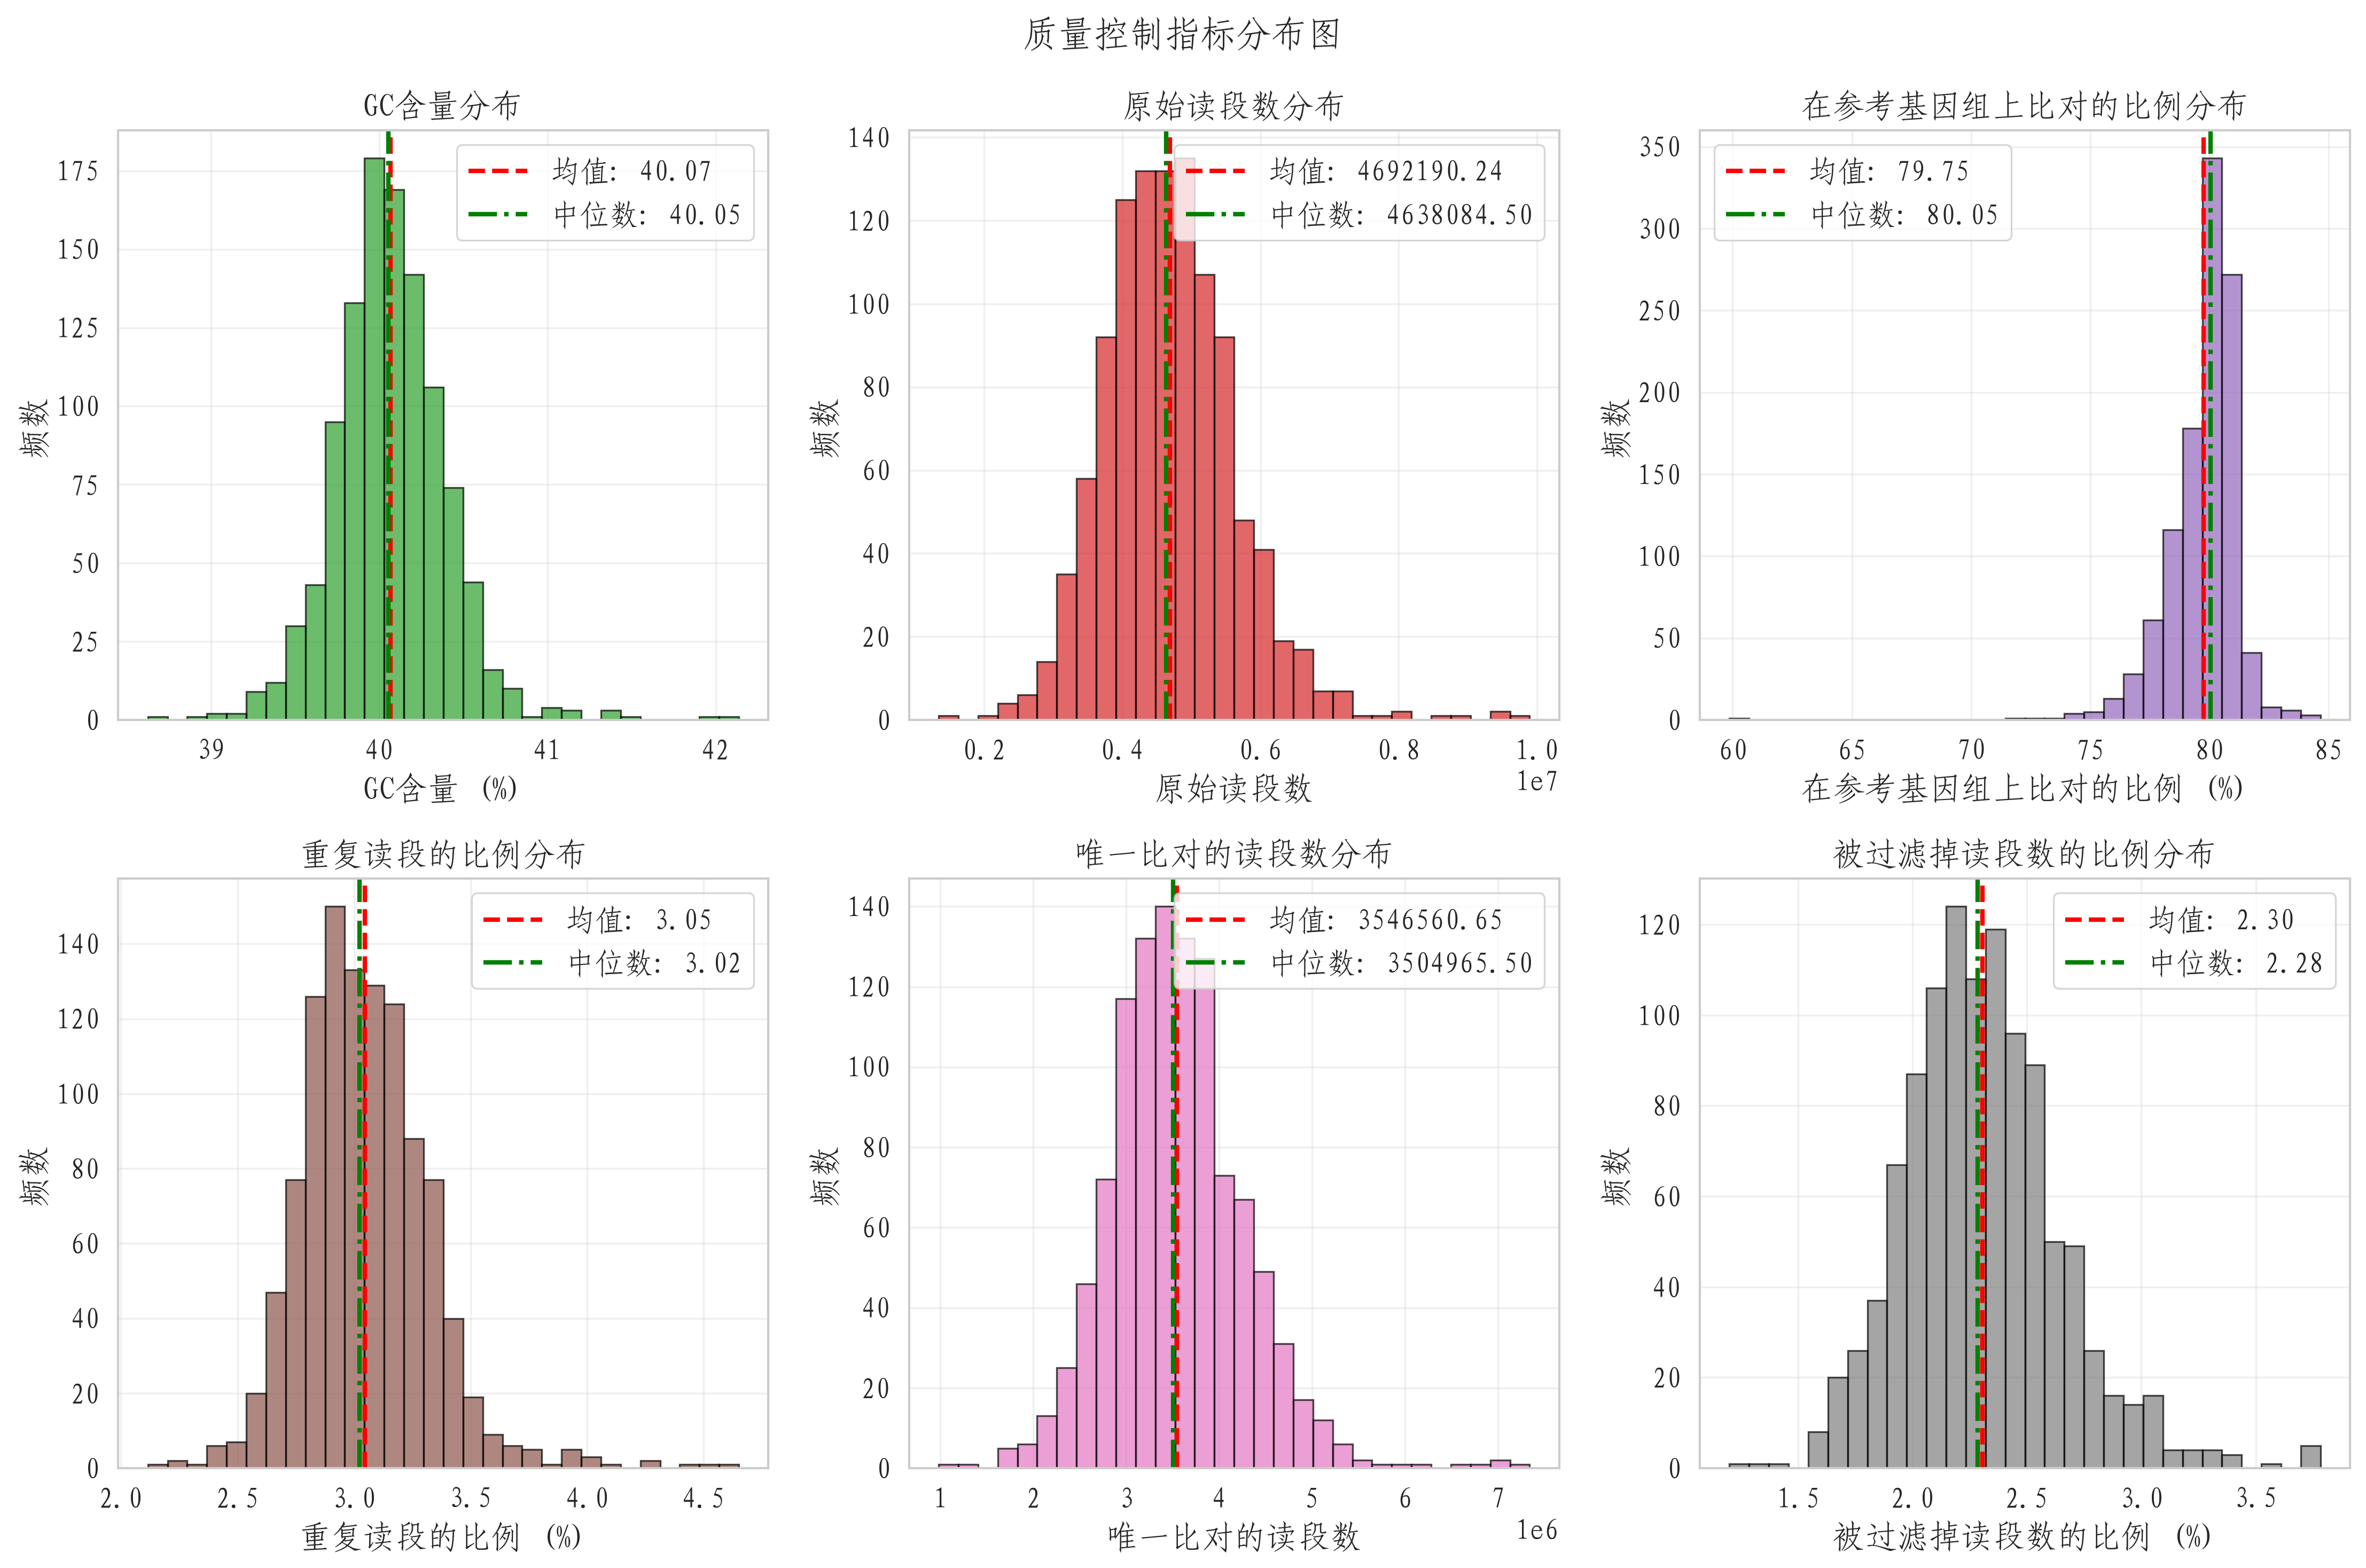 质量控制指标分布图
GC含量分布
均值: 40.07
中位数: 40.05
频数
175
150
125
100
75
50
25
0
39 40 41 42
GC含量 (%)
原始读段数分布
均值: 4692190.24
中位数: 4638084.50
频数
140
120
100
80
60
40
20
0
0.2 0.4 0.6 0.8 1.0
1e7
原始读段数
在参考基因组上比对的比例分布
均值: 79.75
中位数: 80.05
频数
350
300
250
200
150
100
50
0
60 65 70 75 80 85
在参考基因组上比对的比例 (%)
重复读段的比例分布
均值: 3.05
中位数: 3.02
频数
140
120
100
80
60
40
20
0
2.0 2.5 3.0 3.5 4.0 4.5
重复读段的比例 (%)
唯一比对的读段数分布
均值: 3546560.65
中位数: 3504965.50
频数
140
120
100
80
60
40
20
0
1 2 3 4 5 6 7
1e6
唯一比对的读段数
被过滤掉读段数的比例分布
均值: 2.30
中位数: 2.28
频数
120
100
80
60
40
20
0
1.5 2.0 2.5 3.0 3.5
被过滤掉读段数的比例 (%)